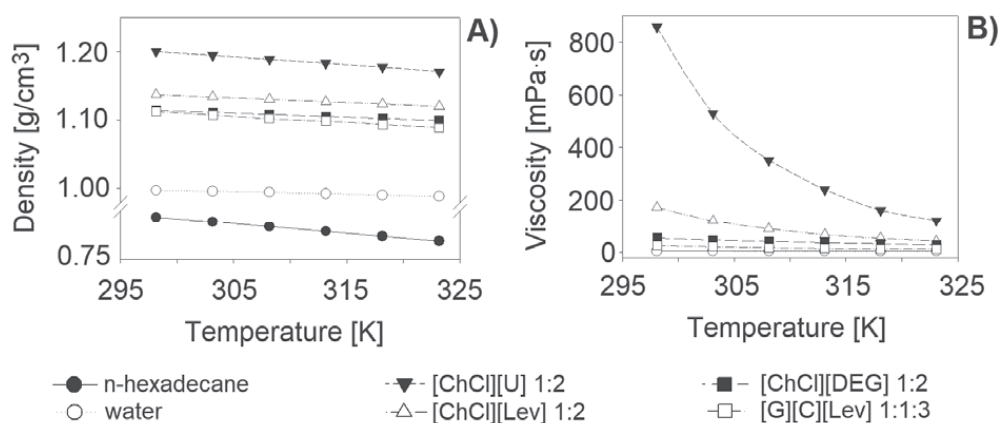 A)
Density [g/cm³]
1.20
1.10
1.00
0.75
295 305 315 325
Temperature [K]
B)
Viscosity [mPa·s]
800
600
400
200
0
295 305 315 325
Temperature [K]
n-hexadecane
water
[ChCl][U] 1:2
[ChCl][Lev] 1:2
[ChCl][DEG] 1:2
[G][C][Lev] 1:1:3